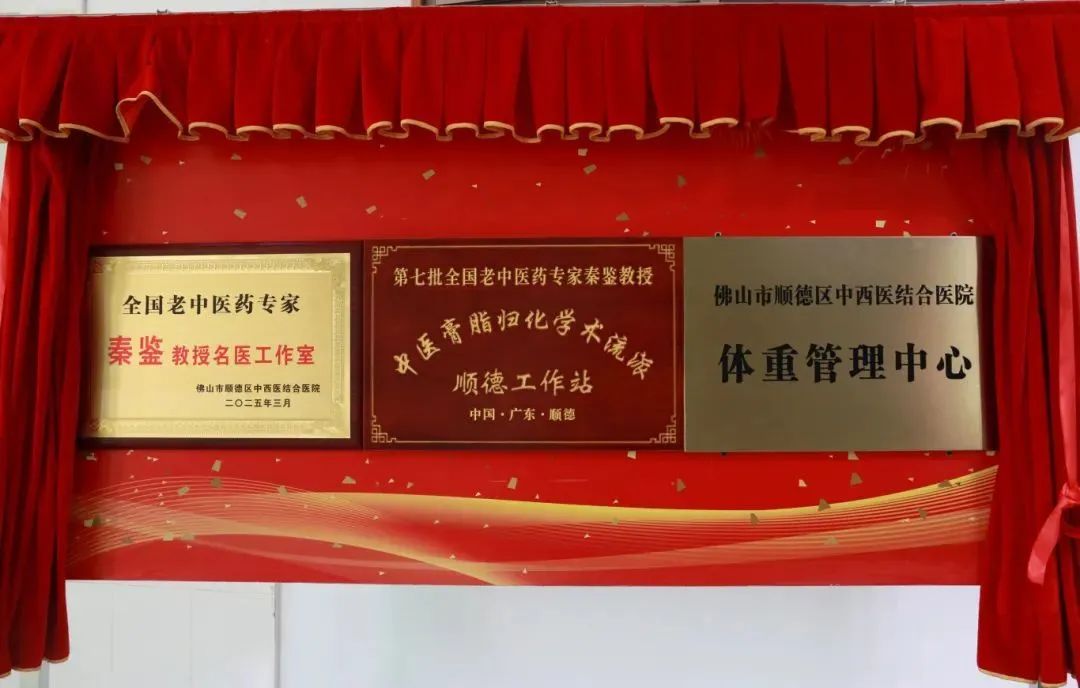 全国老中医药专家
秦鉴 教授名医工作室
佛山市顺德区中西医结合医院
二〇二五年三月
第七批全国老中医药专家秦鉴教授
中医膏脂归化学术流派
顺德工作站
中国·广东·顺德
佛山市顺德区中西医结合医院
体重管理中心